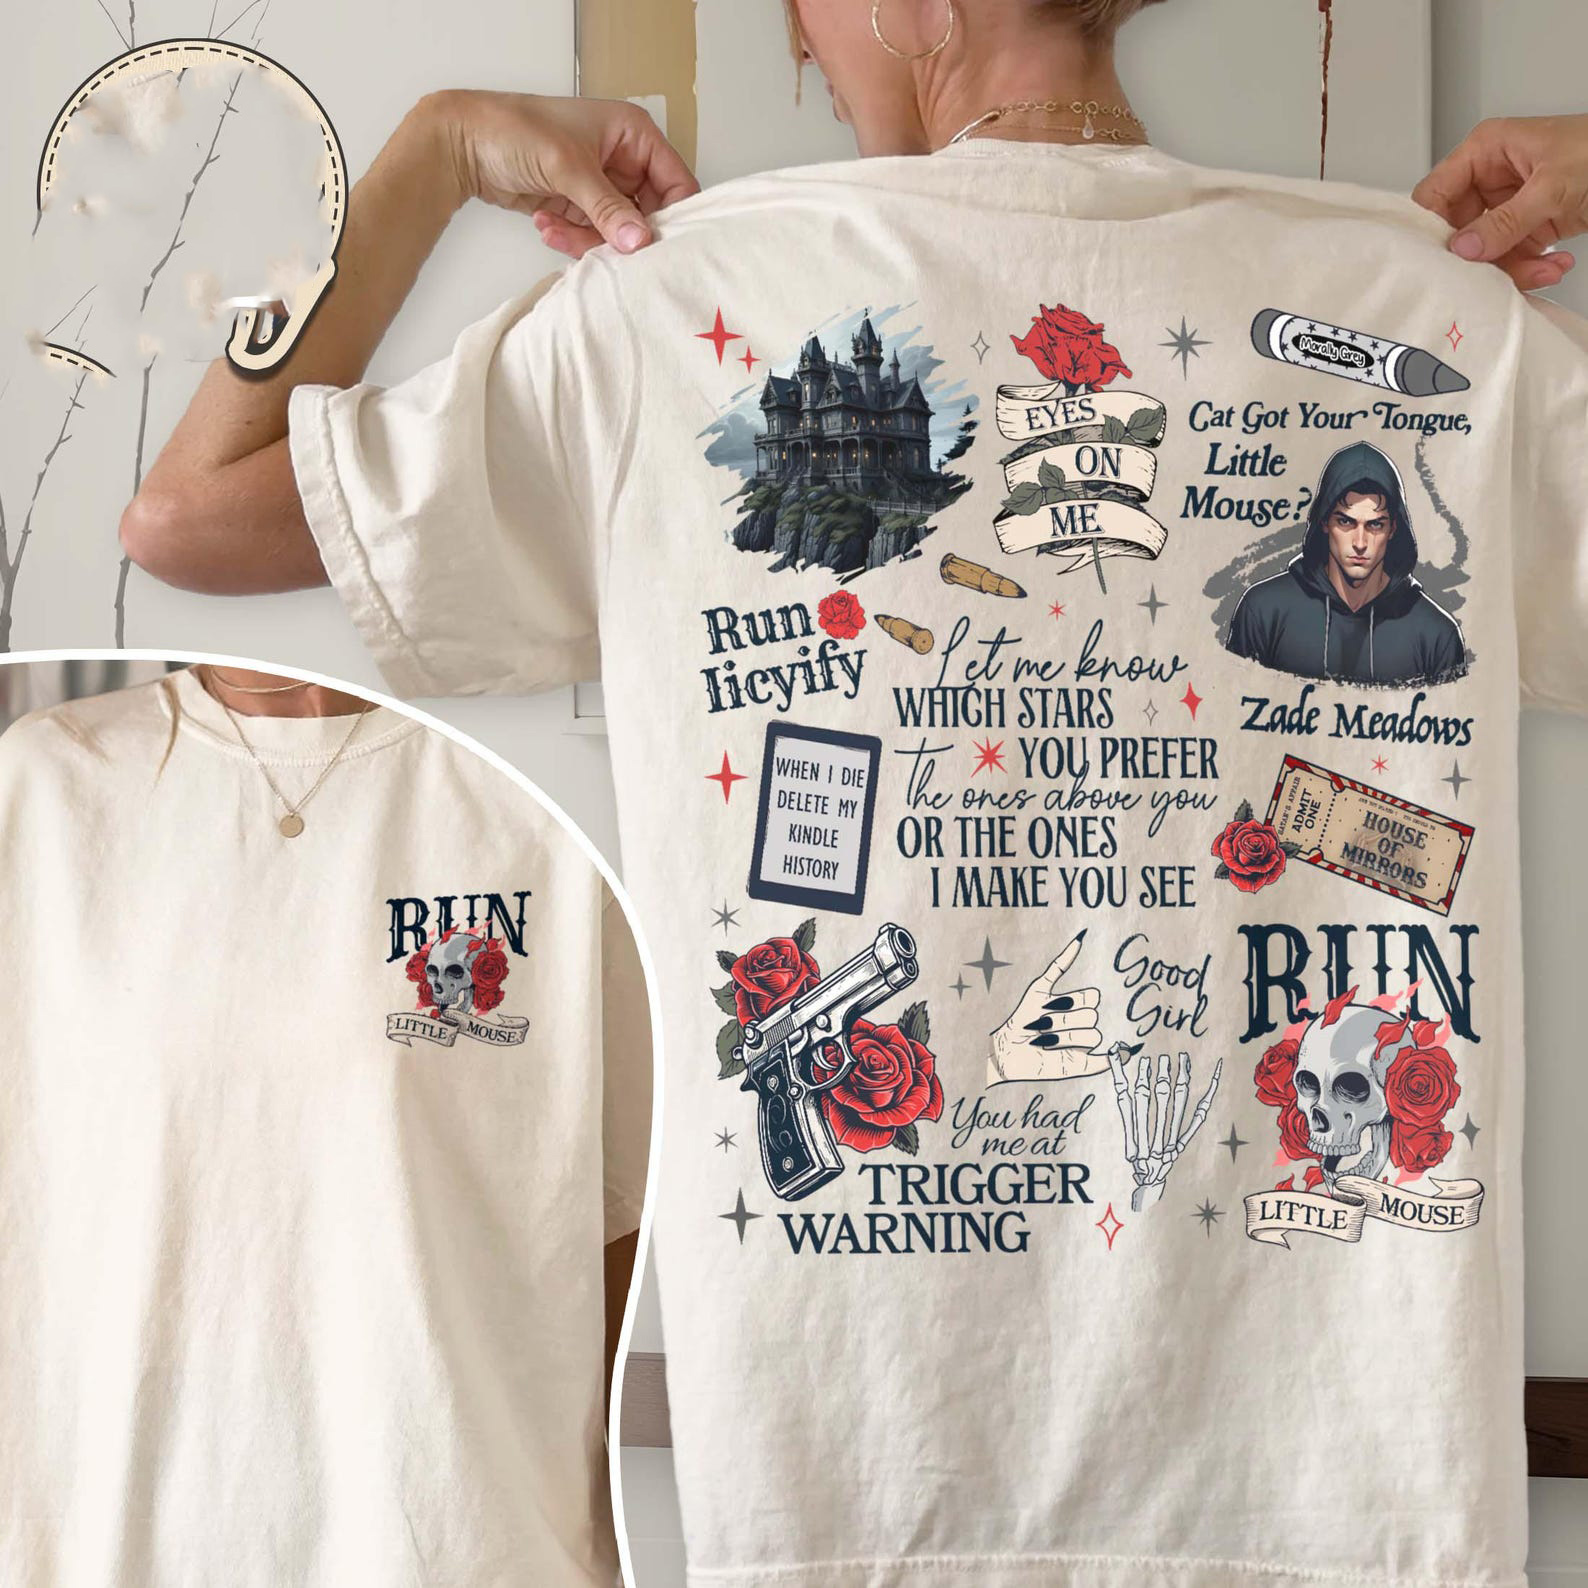 Morally Grey
EYES
ON
ME
Cat Got Your Tongue,
Little
Mouse?
Run
Iicyify
Let me know
WHICH STARS
YOU PREFER
The ones above you
OR THE ONES
I MAKE YOU SEE
Zade Meadows
WHEN I DIE
DELETE MY
KINDLE
HISTORY
SATAN'S AFFAIR
ADMIT
ONE
HOUSE
OF
MIRRORS
Good
Girl
You had
me at
TRIGGER
WARNING
RUN
LITTLE MOUSE
RUN
LITTLE MOUSE